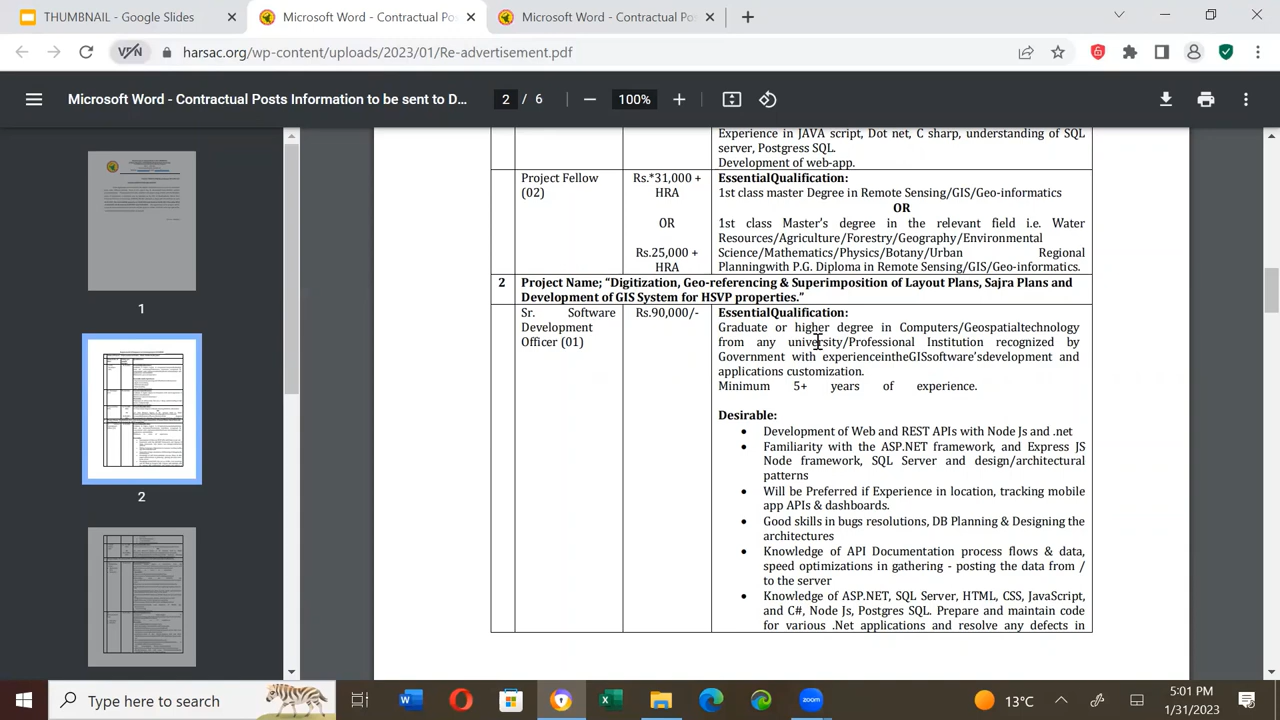 THUMBNAIL - Google Slides
Microsoft Word - Contractual Pos
Microsoft Word - Contractual Pos
VPN
harsac.org/wp-content/uploads/2023/01/Re-advertisement.pdf
Microsoft Word - Contractual Posts Information to be sent to D...
2 / 6
100%
1
2
Experience in JAVA script, Dot net, C sharp, understanding of SQL
server, Postgress SQL.
Development of web-app.
Project Fellow
(02)
Rs.*31,000 +
HRA
OR
Rs.25,000 +
HRA
EssentialQualification:
1st class master Degree in Remote Sensing/GIS/Geo-informatics
OR
1st class Master's degree in the relevant field i.e. Water
Resources/Agriculture/Forestry/Geography/Environmental
Science/Mathematics/Physics/Botany/Urban Regional
Planningwith P.G. Diploma in Remote Sensing/GIS/Geo-informatics.
2
Project Name; "Digitization, Geo-referencing & Superimposition of Layout Plans, Sajra Plans and
Development of GIS System for HSVP properties."
Sr. Software
Development
Officer (01)
Rs.90,000/-
EssentialQualification:
Graduate or higher degree in Computers/Geospatialtechnology
from any university/Professional Institution recognized by
Government with experienceintheGISsoftware'sdevelopment and
applications customization.
Minimum 5+ years of experience.
Desirable:
• Development of Web and REST APIs with Node Js and .net
• Familiarity with the ASP.NET framework, and Express JS
Node framework, SQL Server and design/architectural
patterns
• Will be Preferred if Experience in location, tracking mobile
app APIs & dashboards.
• Good skills in bugs resolutions, DB Planning & Designing the
architectures
• Knowledge of API Documentation process flows & data,
speed optimizations in gathering - posting the data from /
to the server
• Knowledge of ASP.NET, SQL Server, HTML, CSS, JavaScript,
and C#, Node Js, Postgres SQL. Prepare and maintain code
for various .Net applications and resolve any defects in
Type here to search
zoom
13°C
5:01 PM
1/31/2023